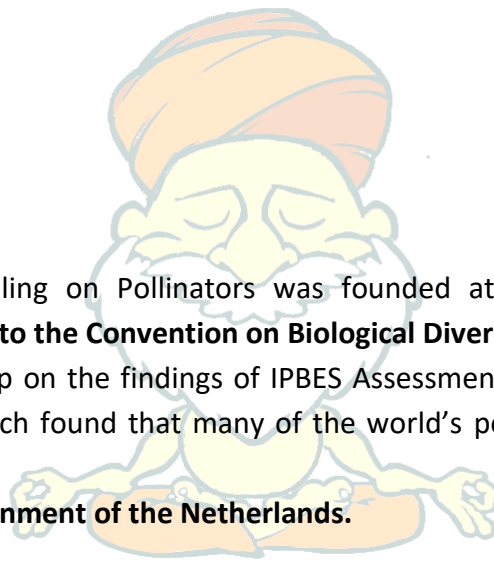 ling on Pollinators was founded at
to the Convention on Biological Diver
p on the findings of IPBES Assessmen
ch found that many of the world’s po
nment of the Netherlands.